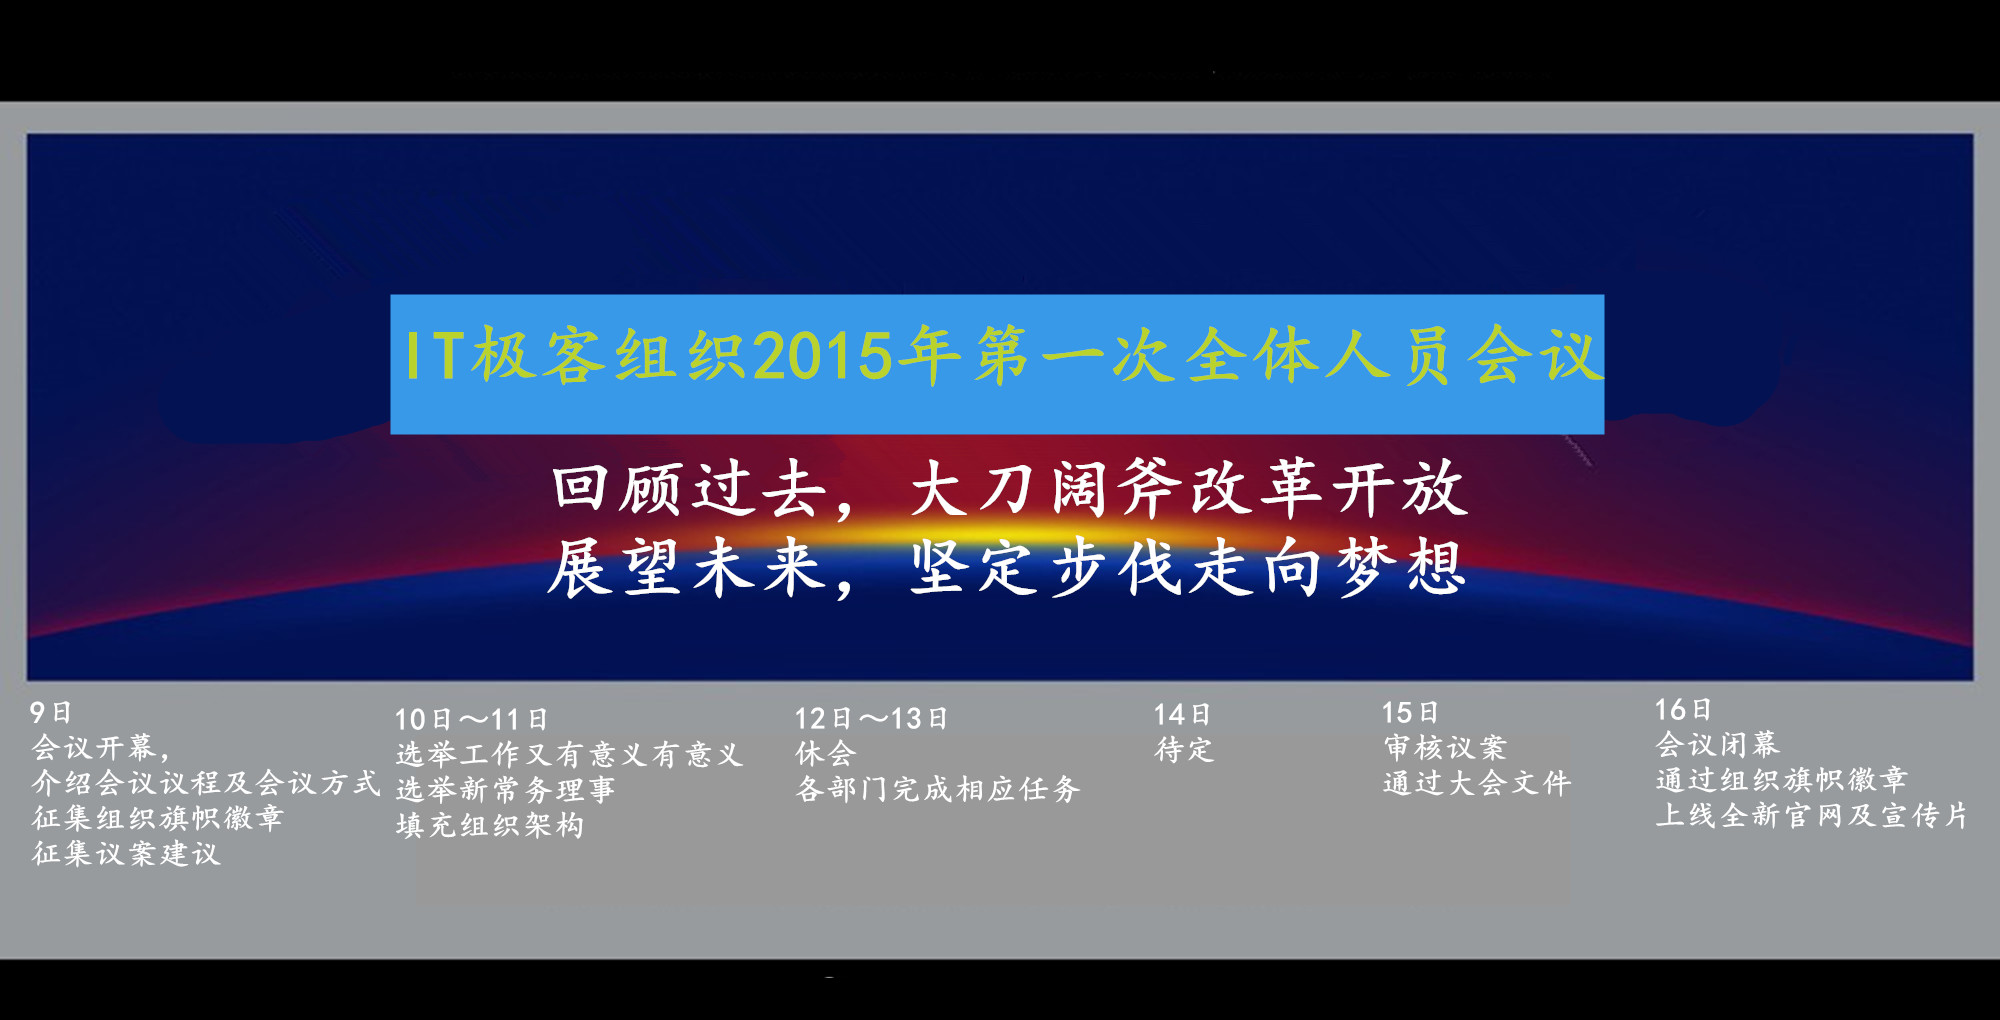 IT极客组织2015年第一次全体人员会议
回顾过去，大刀阔斧改革开放
展望未来，坚定步伐走向梦想
9日
会议开幕，
介绍会议议程及会议方式
征集组织旗帜徽章
征集议案建议
10日～11日
选举工作又有意义有意义
选举新常务理事
填充组织架构
12日～13日
休会
各部门完成相应任务
14日
待定
15日
审核议案
通过大会文件
16日
会议闭幕
通过组织旗帜徽章
上线全新官网及宣传片